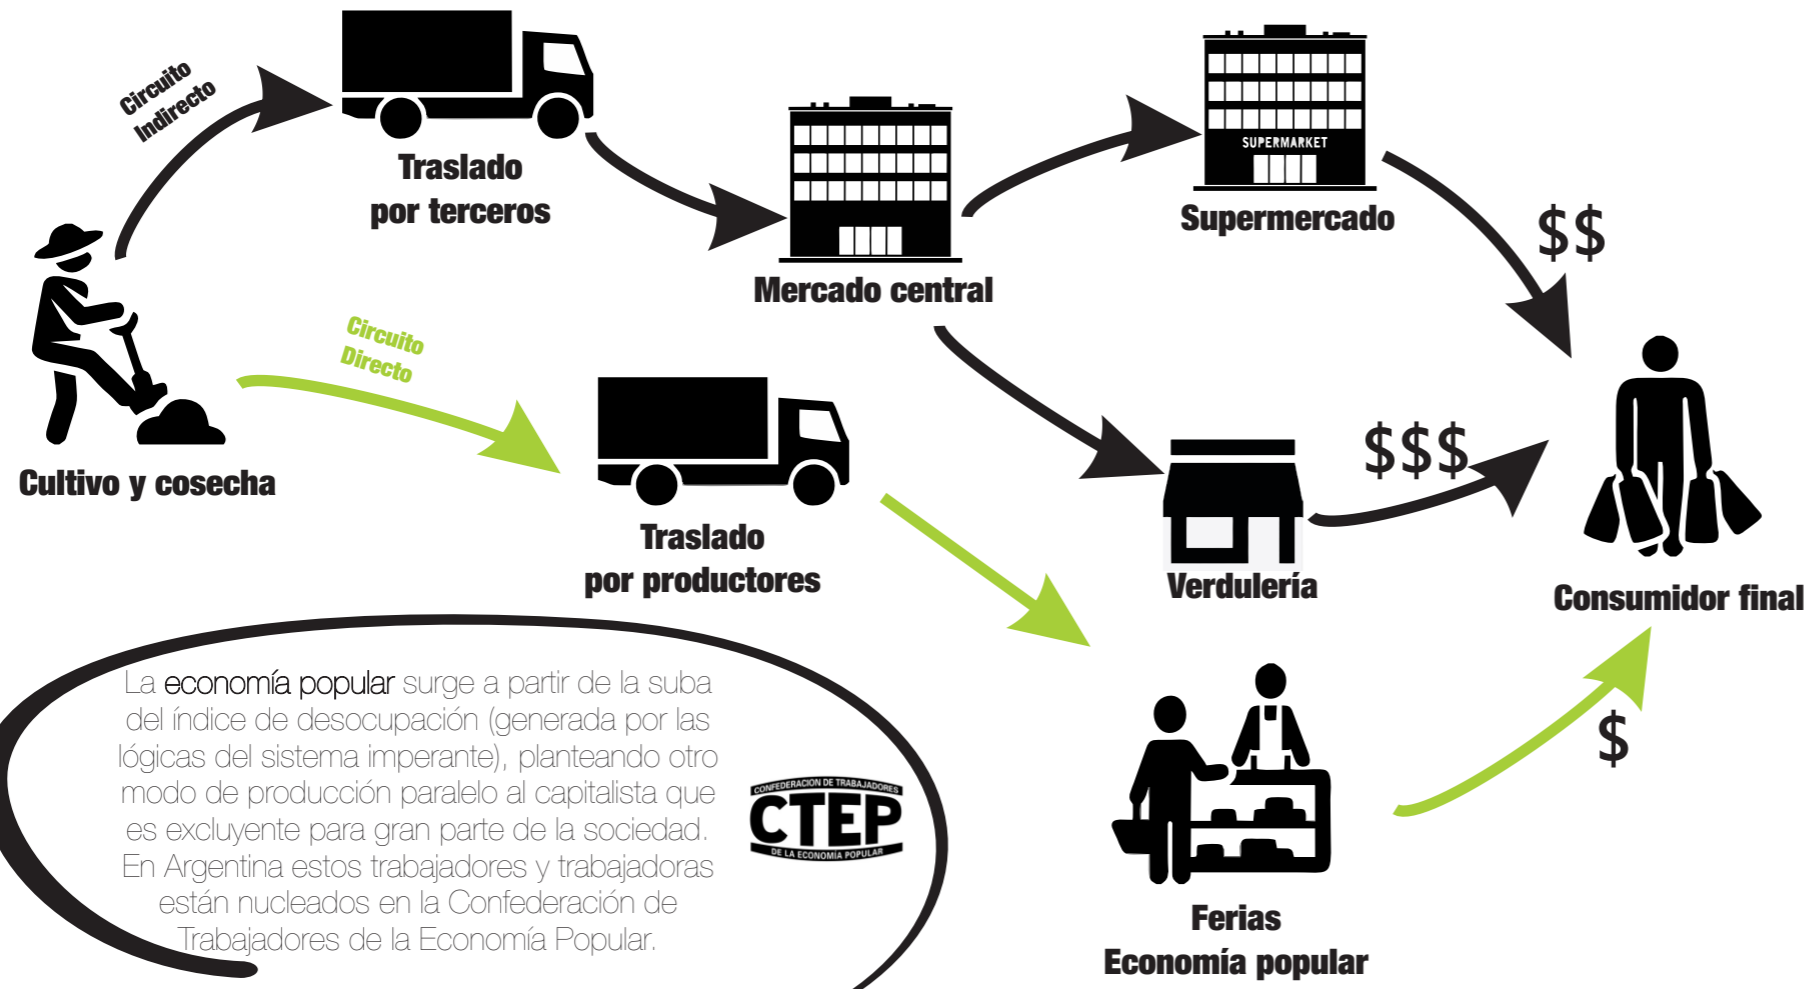 Circuito
Indirecto
Traslado
por terceros
SUPERMARKET
Supermercado
$$
Mercado central
Circuito
Directo
Cultivo y cosecha
Traslado
por productores
$$$
Verdulería
Consumidor final
$
Ferias
Economía popular
La economía popular surge a partir de la suba
del índice de desocupación (generada por las
lógicas del sistema imperante), planteando otro
modo de producción paralelo al capitalista que
es excluyente para gran parte de la sociedad.
En Argentina estos trabajadores y trabajadoras
están nucleados en la Confederación de
Trabajadores de la Economía Popular.
CONFEDERACION DE TRABAJADORES
CTEP
DE LA ECONOMÍA POPULAR